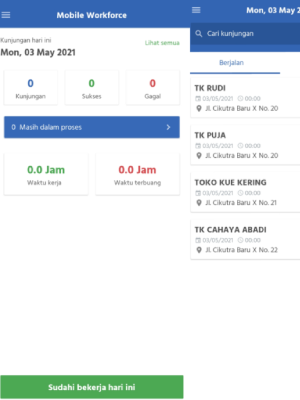 Mobile Workforce
Kunjungan hari ini
Mon, 03 May 2021
Lihat semua
0
Kunjungan
0
Sukses
0
Gagal
0 Masih dalam proses
0.0 Jam
Waktu kerja
0.0 Jam
Waktu terbuang
Sudahi bekerja hari ini
Mon, 03 May 2
Cari kunjungan
Berjalan
TK RUDI
03/05/2021 00:00
Jl. Cikutra Baru X No. 20
TK PUJA
03/05/2021 00:00
Jl. Cikutra Baru X No. 20
TOKO KUE KERING
03/05/2021 00:00
Jl. Cikutra Baru X No. 21
TK CAHAYA ABADI
03/05/2021 00:00
Jl. Cikutra Baru X No. 22